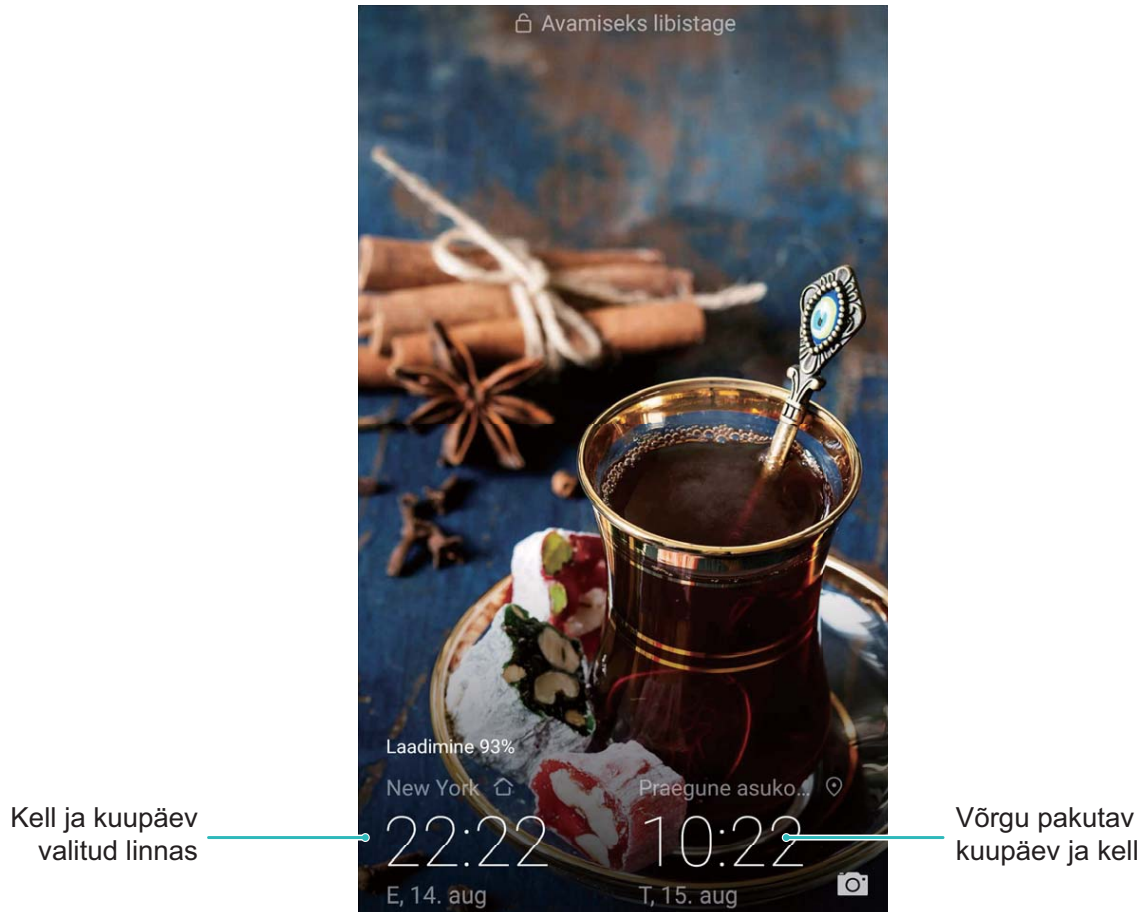 Avamiseks libistage
Laadimine 93%
New York
Praegune asuko...
22:22
10:22
E, 14. aug
T, 15. aug
Kell ja kuupäev
valitud linnas
Võrgu pakutav
kuupäev ja kell